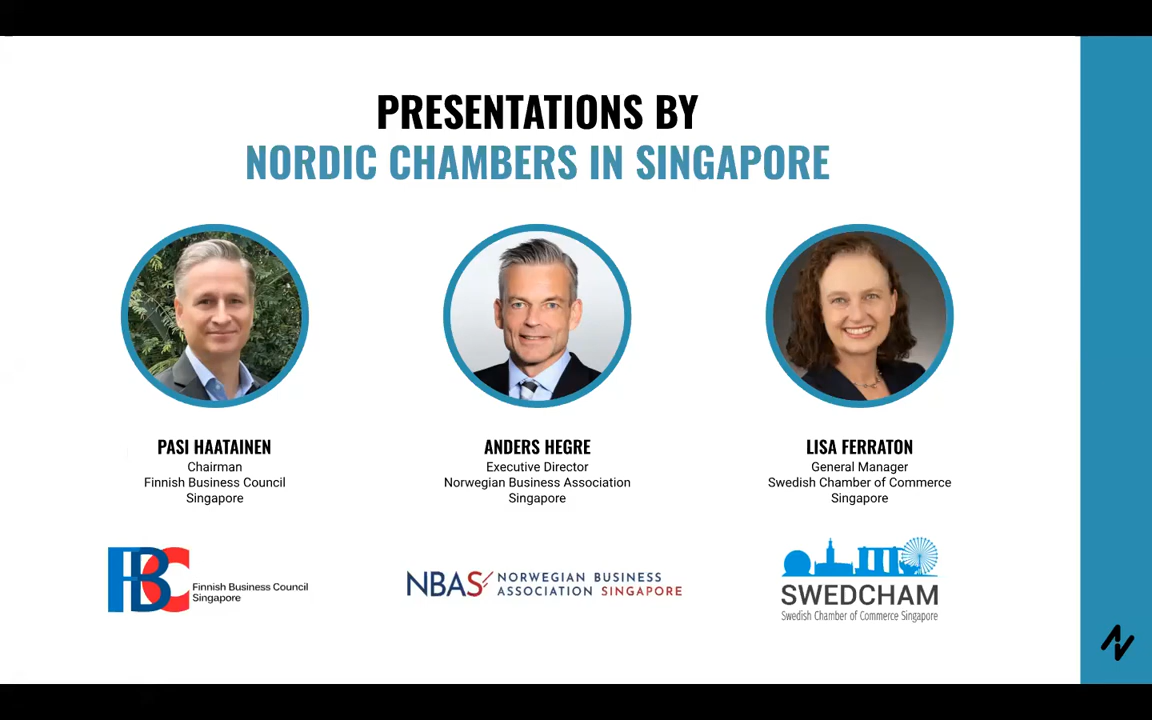 PRESENTATIONS BY
NORDIC CHAMBERS IN SINGAPORE
PASI HAATAINEN
Chairman
Finnish Business Council
Singapore
ANDERS HEGRE
Executive Director
Norwegian Business Association
Singapore
LISA FERRATON
General Manager
Swedish Chamber of Commerce
Singapore
FBC
Finnish Business Council
Singapore
NBAS
NORWEGIAN BUSINESS
ASSOCIATION SINGAPORE
SWEDCHAM
Swedish Chamber of Commerce Singapore